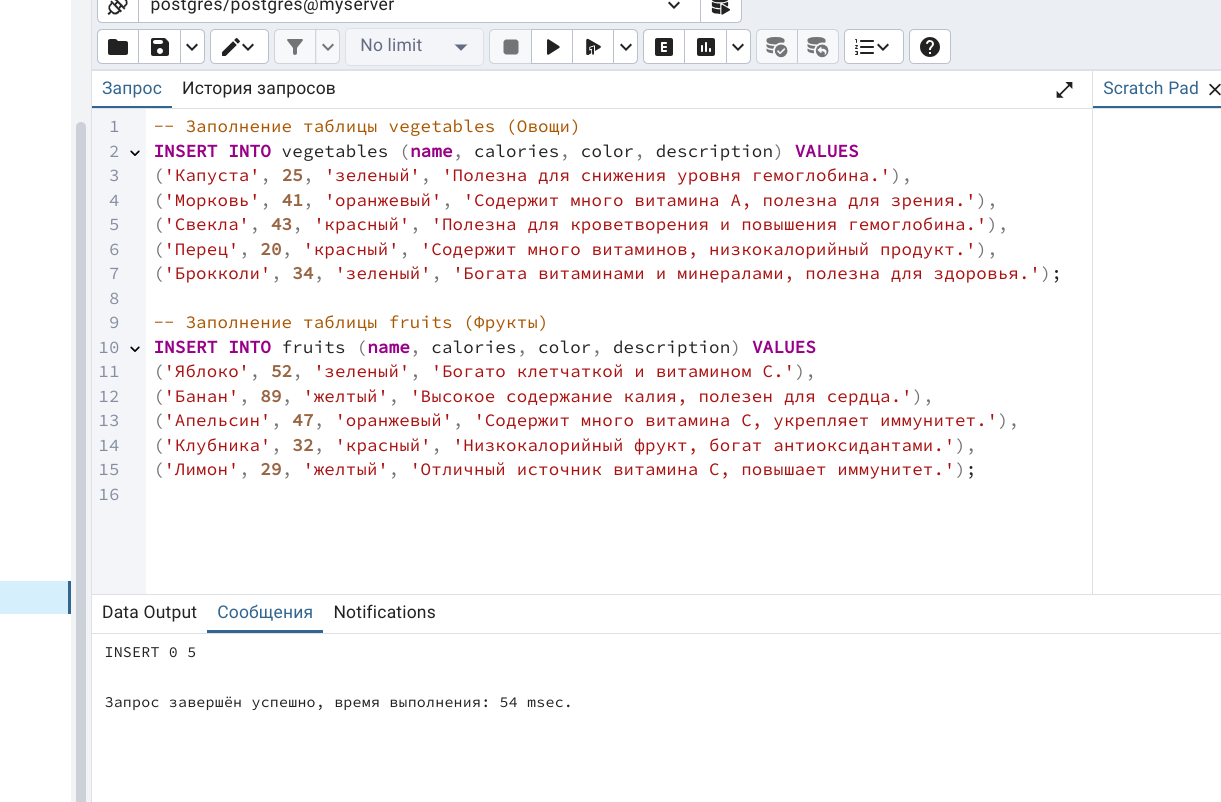 postgres/postgres@myserver
No limit
E
Запрос История запросов Scratch Pad
1 -- Заполнение таблицы vegetables (Овощи)
2 INSERT INTO vegetables (name, calories, color, description) VALUES
3 ('Капуста', 25, 'зеленый', 'Полезна для снижения уровня гемоглобина.'),
4 ('Морковь', 41, 'оранжевый', 'Содержит много витамина А, полезна для зрения.'),
5 ('Свекла', 43, 'красный', 'Полезна для кроветворения и повышения гемоглобина.'),
6 ('Перец', 20, 'красный', 'Содержит много витаминов, низкокалорийный продукт.'),
7 ('Брокколи', 34, 'зеленый', 'Богата витаминами и минералами, полезна для здоровья.');
8
9 -- Заполнение таблицы fruits (Фрукты)
10 INSERT INTO fruits (name, calories, color, description) VALUES
11 ('Яблоко', 52, 'зеленый', 'Богато клетчаткой и витамином С.'),
12 ('Банан', 89, 'желтый', 'Высокое содержание калия, полезен для сердца.'),
13 ('Апельсин', 47, 'оранжевый', 'Содержит много витамина С, укрепляет иммунитет.'),
14 ('Клубника', 32, 'красный', 'Низкокалорийный фрукт, богат антиоксидантами.'),
15 ('Лимон', 29, 'желтый', 'Отличный источник витамина С, повышает иммунитет.');
16
Data Output Сообщения Notifications
INSERT 0 5
Запрос завершён успешно, время выполнения: 54 msec.